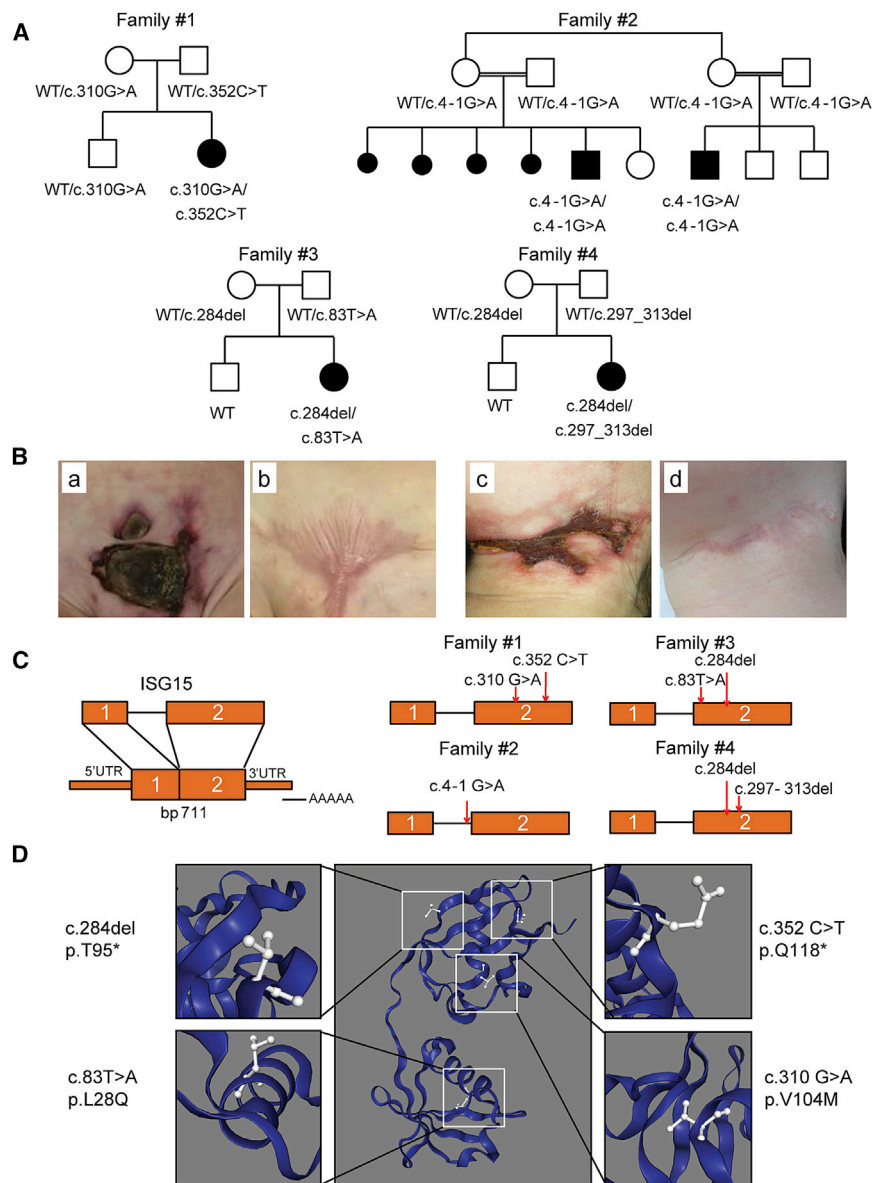 A
Family #1
WT/c.310G>A
WT/c.352C>T
WT/c.310G>A
c.310G>A/
c.352C>T
Family #2
WT/c.4-1G>A
WT/c.4-1G>A
WT/c.4-1G>A
WT/c.4-1G>A
c.4-1G>A/
c.4-1G>A
c.4-1G>A/
c.4-1G>A
Family #3
WT/c.284del
WT/c.83T>A
WT
c.284del/
c.83T>A
Family #4
WT/c.284del
WT/c.297_313del
WT
c.284del/
c.297_313del
B
a
b
c
d
C
ISG15
1
2
5'UTR
1
2
3'UTR
bp711
AAAAA
Family #1
c.352 C>T
c.310 G>A
1
2
Family #2
c.4-1 G>A
1
2
Family #3
c.284del
c.83T>A
1
2
Family #4
c.284del
c.297-313del
1
2
D
c.284del
p.T95*
c.83T>A
p.L28Q
c.352 C>T
p.Q118*
c.310 G>A
p.V104M